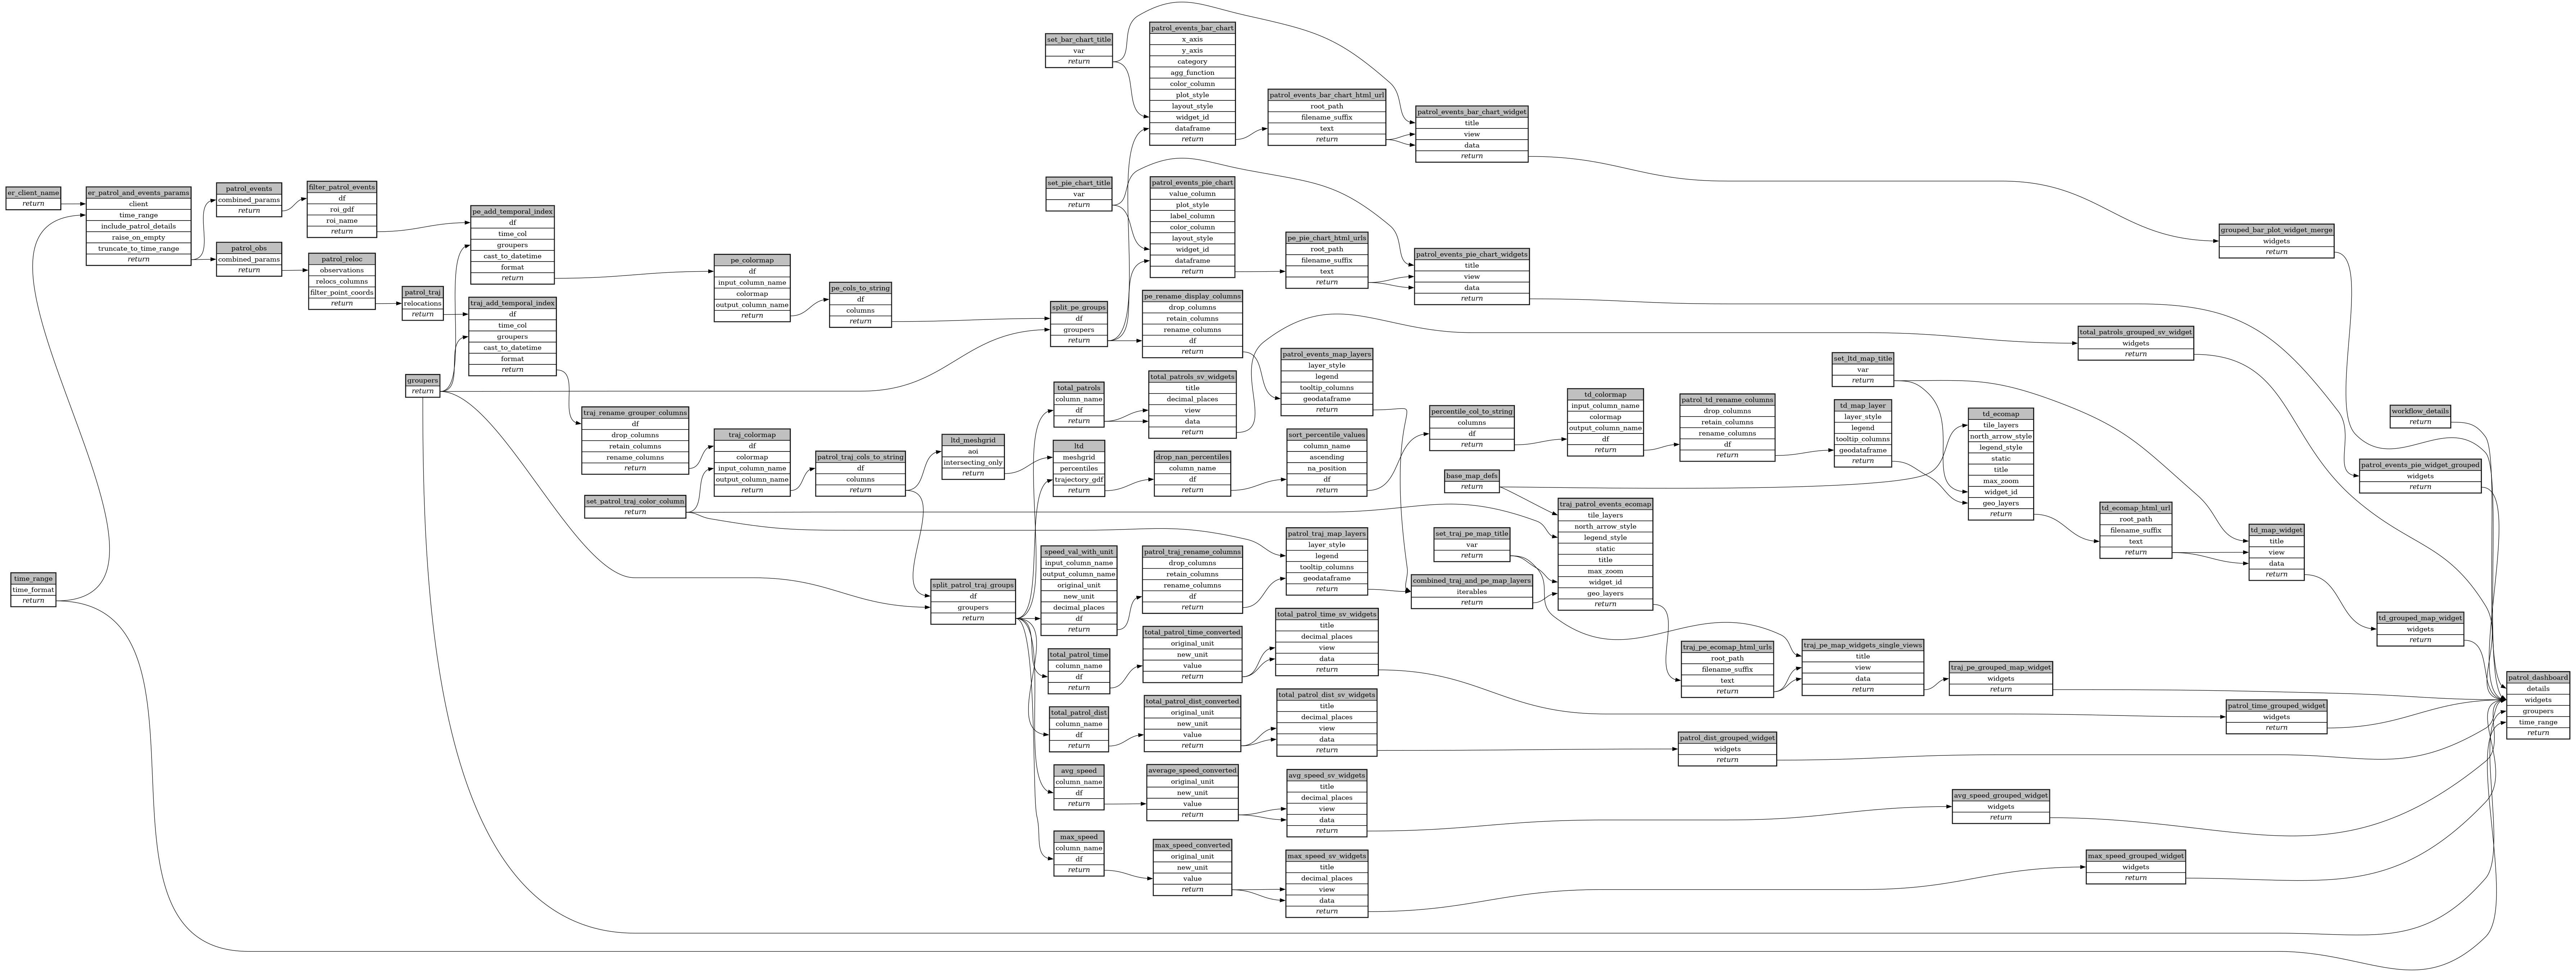 er_client_name
return
time_range
time_format
return
er_patrol_and_events_params
client
time_range
include_patrol_details
raise_on_empty
truncate_to_time_range
return
patrol_events
combined_params
return
patrol_obs
combined_params
return
filter_patrol_events
df
roi_gdf
roi_name
return
patrol_reloc
observations
relocs_columns
filter_point_coords
return
patrol_traj
relocations
return
groupers
return
pe_add_temporal_index
df
time_col
groupers
cast_to_datetime
format
return
traj_add_temporal_index
df
time_col
groupers
cast_to_datetime
format
return
traj_rename_grouper_columns
df
drop_columns
retain_columns
rename_columns
return
set_patrol_traj_color_column
return
pe_colormap
df
input_column_name
colormap
output_column_name
return
traj_colormap
df
colormap
input_column_name
output_column_name
return
pe_cols_to_string
df
columns
return
patrol_traj_cols_to_string
df
columns
return
ltd_meshgrid
aoi
intersecting_only
return
split_patrol_traj_groups
df
groupers
return
set_bar_chart_title
var
return
set_pie_chart_title
var
return
split_pe_groups
df
groupers
return
total_patrols
column_name
df
return
ltd
meshgrid
percentiles
trajectory_gdf
return
speed_val_with_unit
input_column_name
output_column_name
original_unit
new_unit
decimal_places
df
return
total_patrol_time
column_name
df
return
total_patrol_dist
column_name
df
return
avg_speed
column_name
df
return
max_speed
column_name
df
return
patrol_events_bar_chart
x_axis
y_axis
category
agg_function
color_column
plot_style
layout_style
widget_id
dataframe
return
patrol_events_pie_chart
value_column
plot_style
label_column
color_column
layout_style
widget_id
dataframe
return
pe_rename_display_columns
drop_columns
retain_columns
rename_columns
df
return
total_patrols_sv_widgets
title
decimal_places
view
data
return
drop_nan_percentiles
column_name
df
return
patrol_traj_rename_columns
drop_columns
retain_columns
rename_columns
df
return
total_patrol_time_converted
original_unit
new_unit
value
return
total_patrol_dist_converted
original_unit
new_unit
value
return
average_speed_converted
original_unit
new_unit
value
return
max_speed_converted
original_unit
new_unit
value
return
patrol_events_bar_chart_html_url
root_path
filename_suffix
text
return
pe_pie_chart_html_urls
root_path
filename_suffix
text
return
patrol_events_map_layers
layer_style
legend
tooltip_columns
geodataframe
return
sort_percentile_values
column_name
ascending
na_position
df
return
patrol_traj_map_layers
layer_style
legend
tooltip_columns
geodataframe
return
total_patrol_time_sv_widgets
title
decimal_places
view
data
return
total_patrol_dist_sv_widgets
title
decimal_places
view
data
return
avg_speed_sv_widgets
title
decimal_places
view
data
return
max_speed_sv_widgets
title
decimal_places
view
data
return
patrol_events_bar_chart_widget
title
view
data
return
patrol_events_pie_chart_widgets
title
view
data
return
percentile_col_to_string
columns
df
return
base_map_defs
return
set_traj_pe_map_title
var
return
combined_traj_and_pe_map_layers
iterables
return
td_colormap
input_column_name
colormap
output_column_name
df
return
traj_patrol_events_ecomap
tile_layers
north_arrow_style
legend_style
static
title
max_zoom
widget_id
geo_layers
return
patrol_td_rename_columns
drop_columns
retain_columns
rename_columns
df
return
traj_pe_ecomap_html_urls
root_path
filename_suffix
text
return
patrol_dist_grouped_widget
widgets
return
set_ltd_map_title
var
return
td_map_layer
layer_style
legend
tooltip_columns
geodataframe
return
traj_pe_map_widgets_single_views
title
view
data
return
td_ecomap
tile_layers
north_arrow_style
legend_style
static
title
max_zoom
widget_id
geo_layers
return
traj_pe_grouped_map_widget
widgets
return
avg_speed_grouped_widget
widgets
return
total_patrols_grouped_sv_widget
widgets
return
td_ecomap_html_url
root_path
filename_suffix
text
return
max_speed_grouped_widget
widgets
return
grouped_bar_plot_widget_merge
widgets
return
td_map_widget
title
view
data
return
patrol_time_grouped_widget
widgets
return
workflow_details
return
patrol_events_pie_widget_grouped
widgets
return
td_grouped_map_widget
widgets
return
patrol_dashboard
details
widgets
groupers
time_range
return